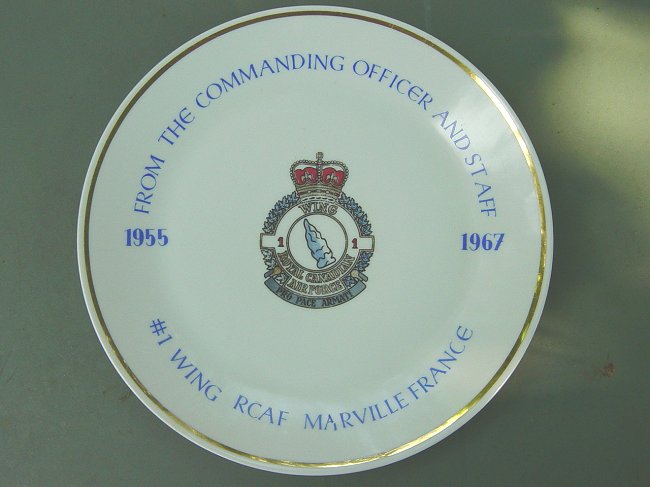 FROM THE COMMANDING OFFICER AND STAFF
1955
1967
WING
1
1
ROYAL CANADIAN
AIR FORCE
PRO PACE ARMATI
#1 WING RCAF MARVILLE FRANCE